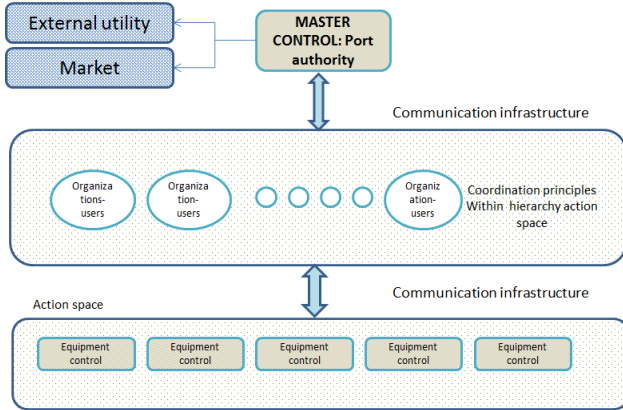 External utility
Market
MASTER
CONTROL: Port
authority
Communication infrastructure
Organiza
tions-
users
Organiza
tion-users
Organiz
ation-users
Coordination principles
Within hierarchy action
space
Communication infrastructure
Action space
Equipment
control
Equipment
control
Equipment
control
Equipment
control
Equipment
control